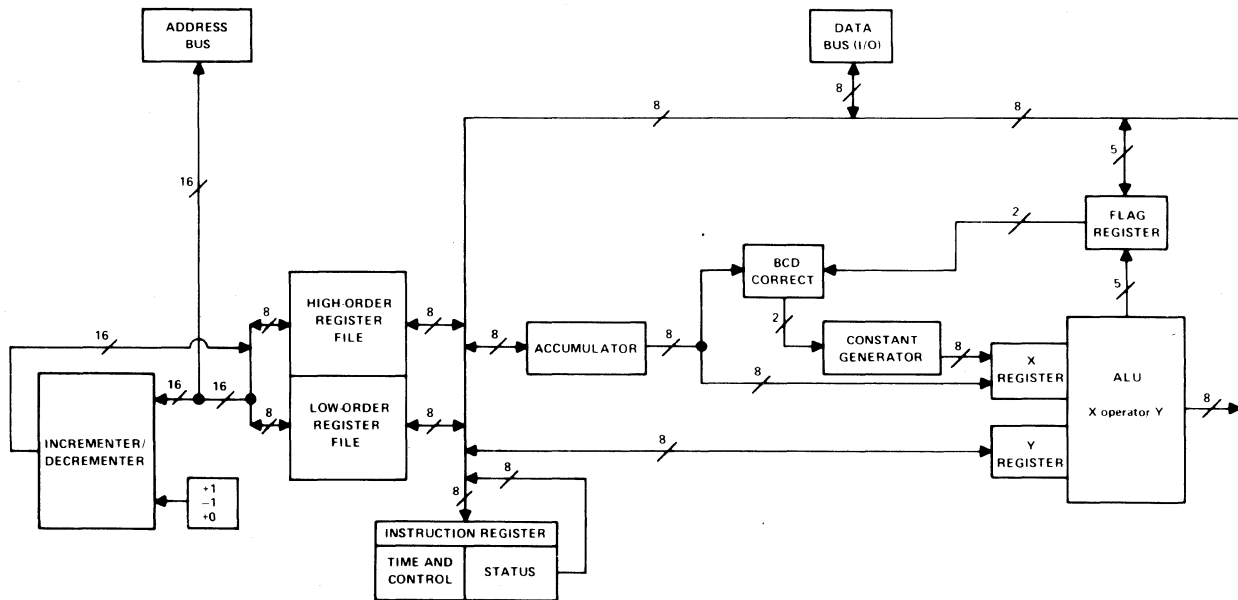 ADDRESS
BUS
DATA
BUS (I/O)
8
8
8
5
16
2
FLAG
REGISTER
BCD
CORRECT
5
HIGH-ORDER
REGISTER
FILE
8
8
16
2
8
ACCUMULATOR
8
CONSTANT
GENERATOR
8
X
REGISTER
ALU
X operator Y
8
8
16
16
8
LOW-ORDER
REGISTER
FILE
8
INCREMENTER/
DECREMENTER
8
Y
REGISTER
8
8
+1
−1
+0
INSTRUCTION REGISTER
TIME AND
CONTROL
STATUS